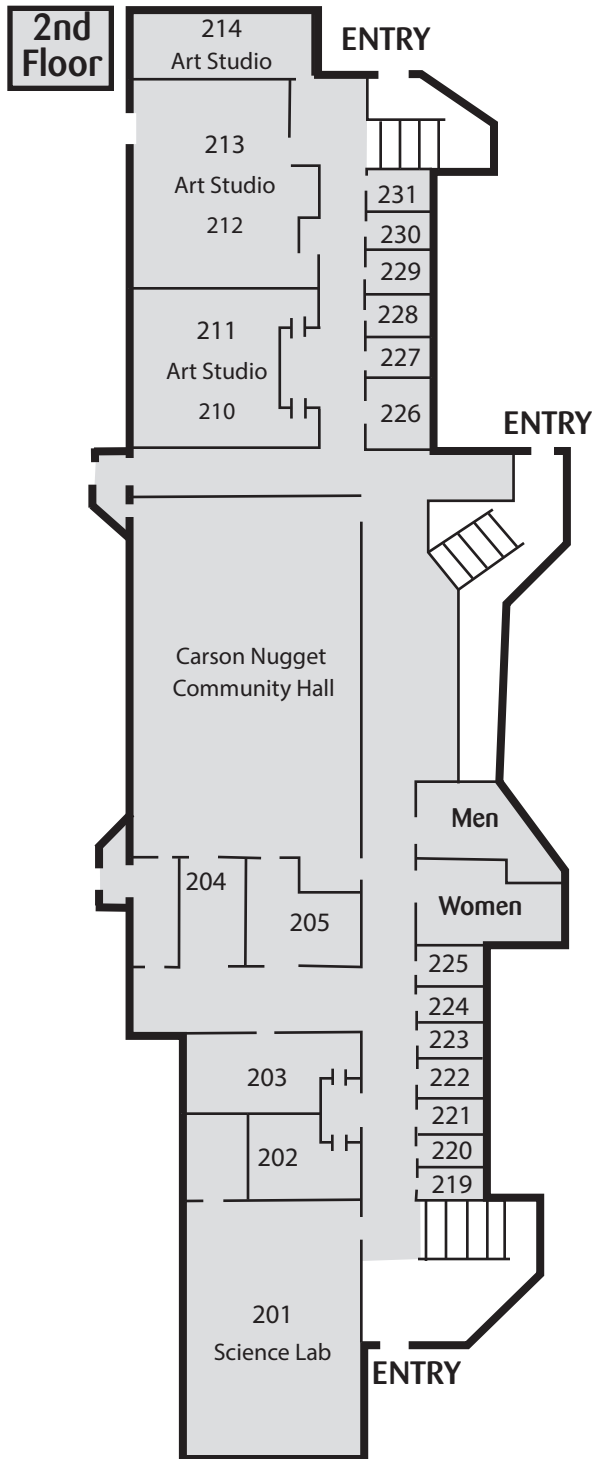 2nd
Floor
214
Art Studio
ENTRY
213
Art Studio
212
231
230
229
228
227
226
211
Art Studio
210
ENTRY
Carson Nugget
Community Hall
Men
Women
204
205
225
224
223
222
221
220
219
203
202
201
Science Lab
ENTRY